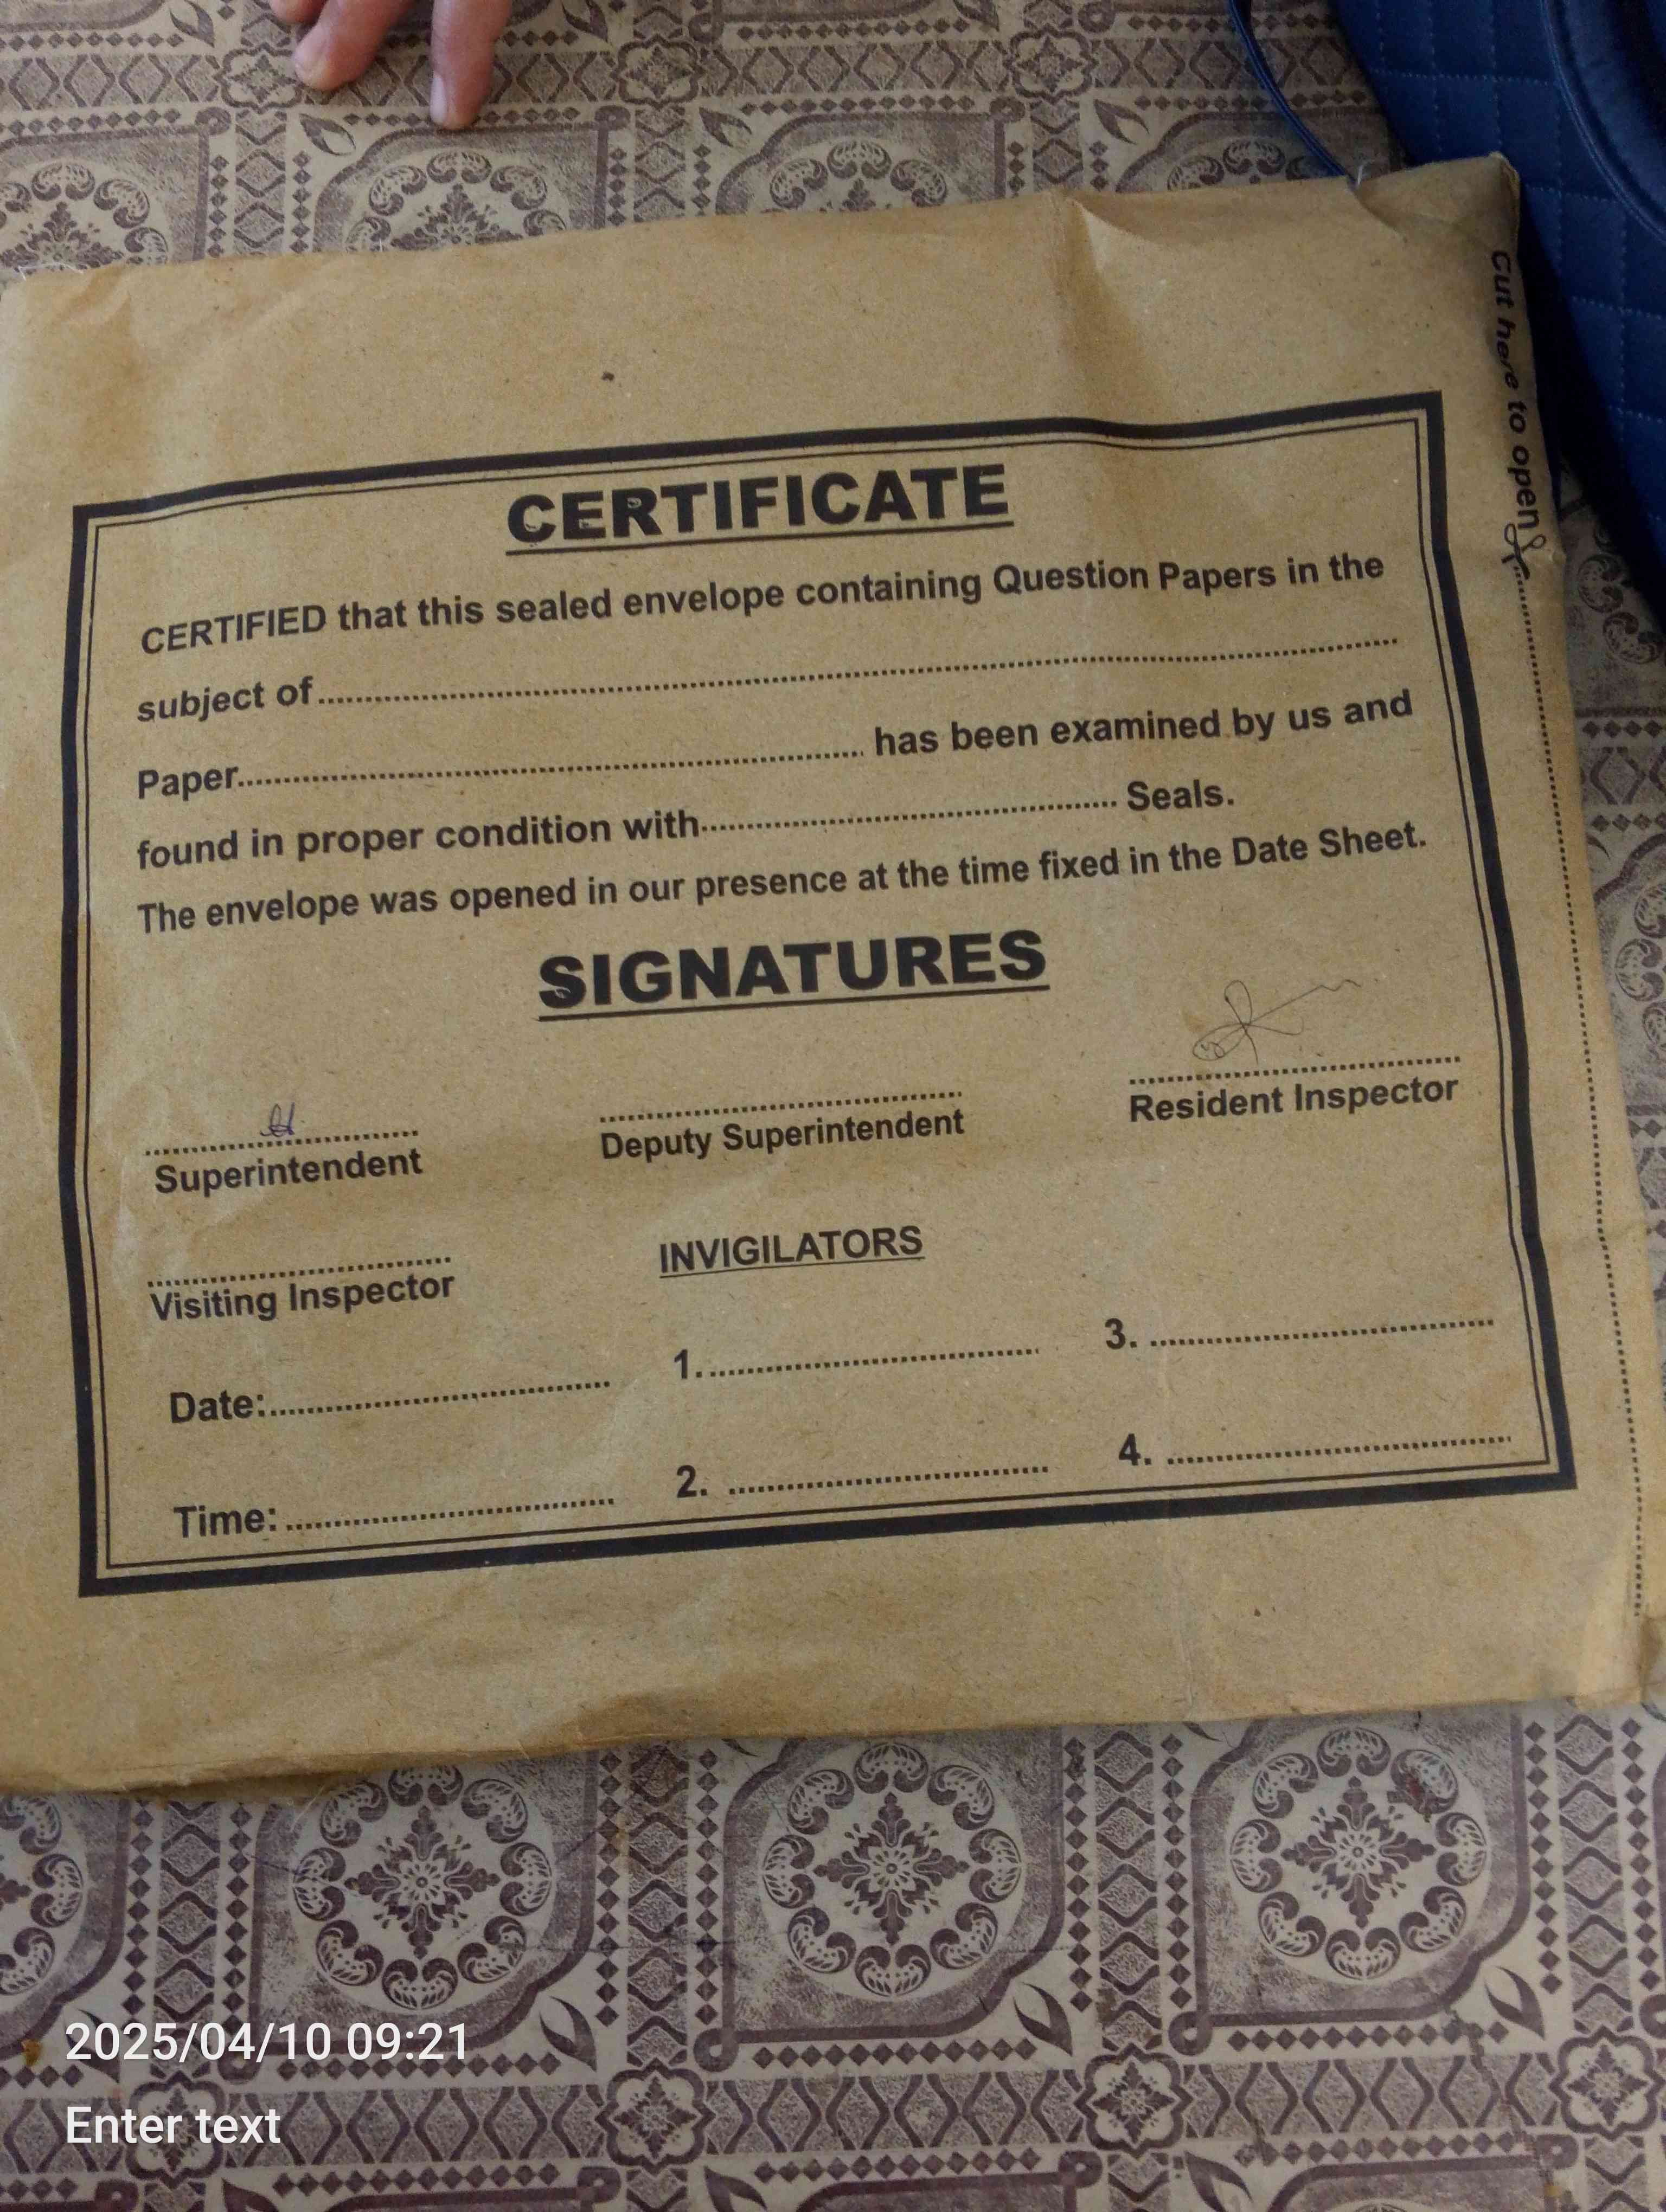 Cut here to open
CERTIFICATE
CERTIFIED that this sealed envelope containing Question Papers in the
subject of
Paper has been examined by us and
found in proper condition with Seals.
The envelope was opened in our presence at the time fixed in the Date Sheet.
SIGNATURES
Superintendent Deputy Superintendent Resident Inspector
Visiting Inspector INVIGILATORS
Date: 1. 3.
Time: 2. 4.
2025/04/10 09:21
Enter text